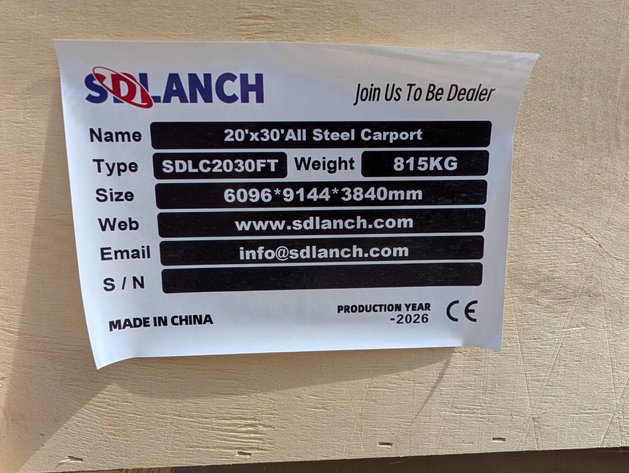 SDLANCH
Join Us To Be Dealer
Name 20'x30'All Steel Carport
Type SDLC2030FT Weight 815KG
Size 6096*9144*3840mm
Web www.sdlanch.com
Email info@sdlanch.com
S / N
MADE IN CHINA
PRODUCTION YEAR
-2026
CE